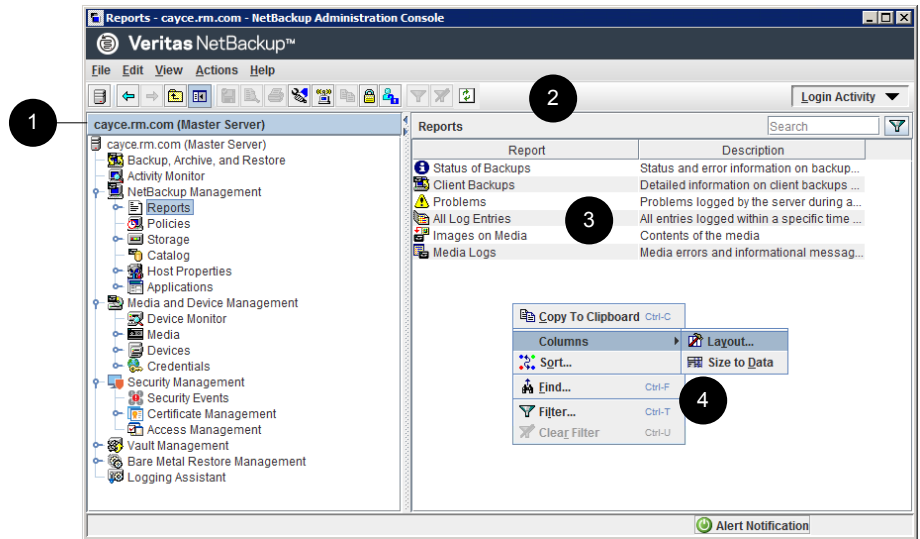 Reports - cayce.rm.com - NetBackup Administration Console
Veritas NetBackup™
File Edit View Actions Help
2
Login Activity
1
cayce.rm.com (Master Server)
cayce.rm.com (Master Server)
Backup, Archive, and Restore
Activity Monitor
NetBackup Management
Reports
Policies
Storage
Catalog
Host Properties
Applications
Media and Device Management
Device Monitor
Media
Devices
Credentials
Security Management
Security Events
Certificate Management
Access Management
Vault Management
Bare Metal Restore Management
Logging Assistant
Reports Search
Report Description
Status of Backups Status and error information on backup...
Client Backups Detailed information on client backups ...
Problems Problems logged by the server during a...
All Log Entries All entries logged within a specific time ...
3
Images on Media Contents of the media
Media Logs Media errors and informational messag...
Copy To Clipboard Ctrl-C
Columns Layout...
Sort... Size to Data
Find... Ctrl-F
4
Filter... Ctrl-T
Clear Filter Ctrl-U
Alert Notification